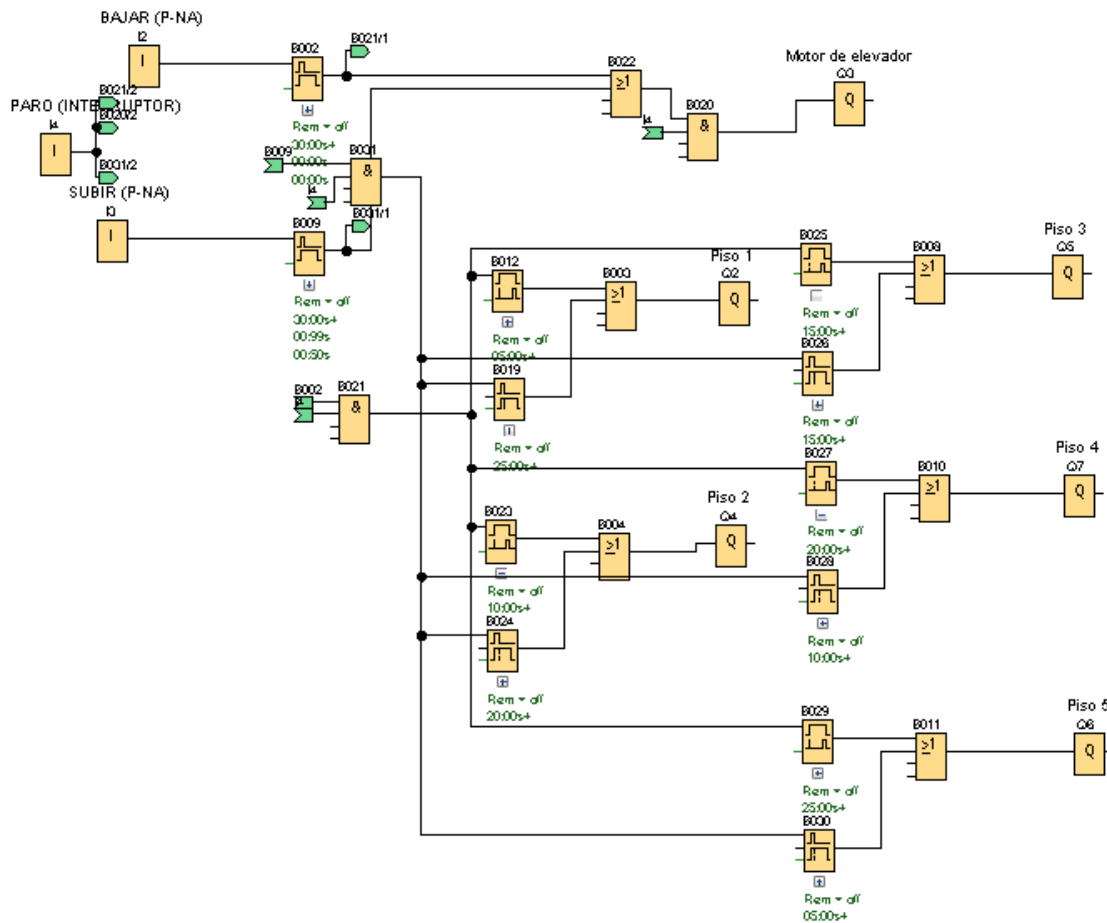 BAJAR (P-NA)
I2
I
B002
Rem = off
30:00s+
00:00s
00:00s
B021/1
B022
≥1
B020
&
I4
Motor de elevador
Q3
Q
B021/2
PARO (INTERRUPTOR)
I4
I
B020/2
B031/2
SUBIR (P-NA)
I3
I
B009
B031
&
I4
B031/1
B009
Rem = off
30:00s+
00:99s
00:50s
B002
I4
B021
&
B012
Rem = off
05:00s+
B003
≥1
Piso 1
Q2
Q
B019
Rem = off
25:00s+
B025
Rem = off
15:00s+
B008
≥1
Piso 3
Q5
Q
B026
Rem = off
15:00s+
B023
Rem = off
10:00s+
B004
≥1
Piso 2
Q4
Q
B024
Rem = off
20:00s+
B027
Rem = off
20:00s+
B010
≥1
Piso 4
Q7
Q
B028
Rem = off
10:00s+
B029
Rem = off
25:00s+
B011
≥1
Piso 5
Q6
Q
B030
Rem = off
05:00s+